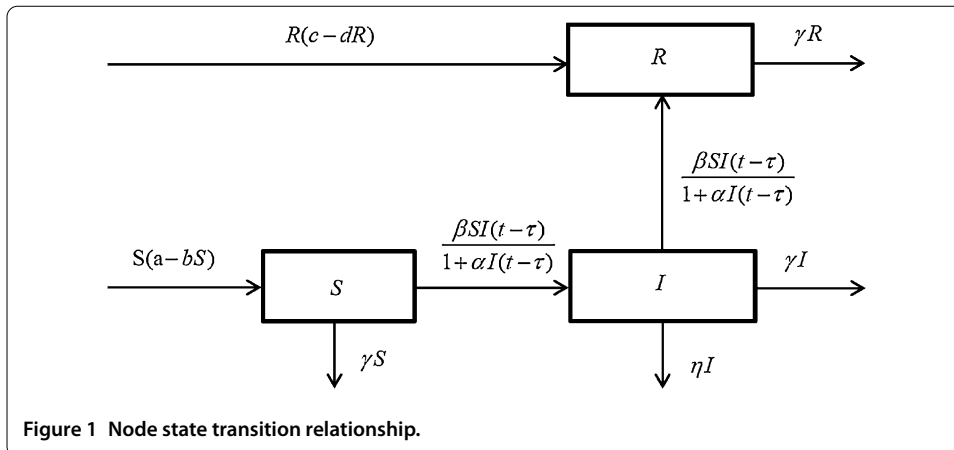 R(c−dR)
R
γR
βSI(t−τ)
1+αI(t−τ)
S(a−bS)
S
βSI(t−τ)
1+αI(t−τ)
I
γI
γS
ηI
Figure 1 Node state transition relationship.